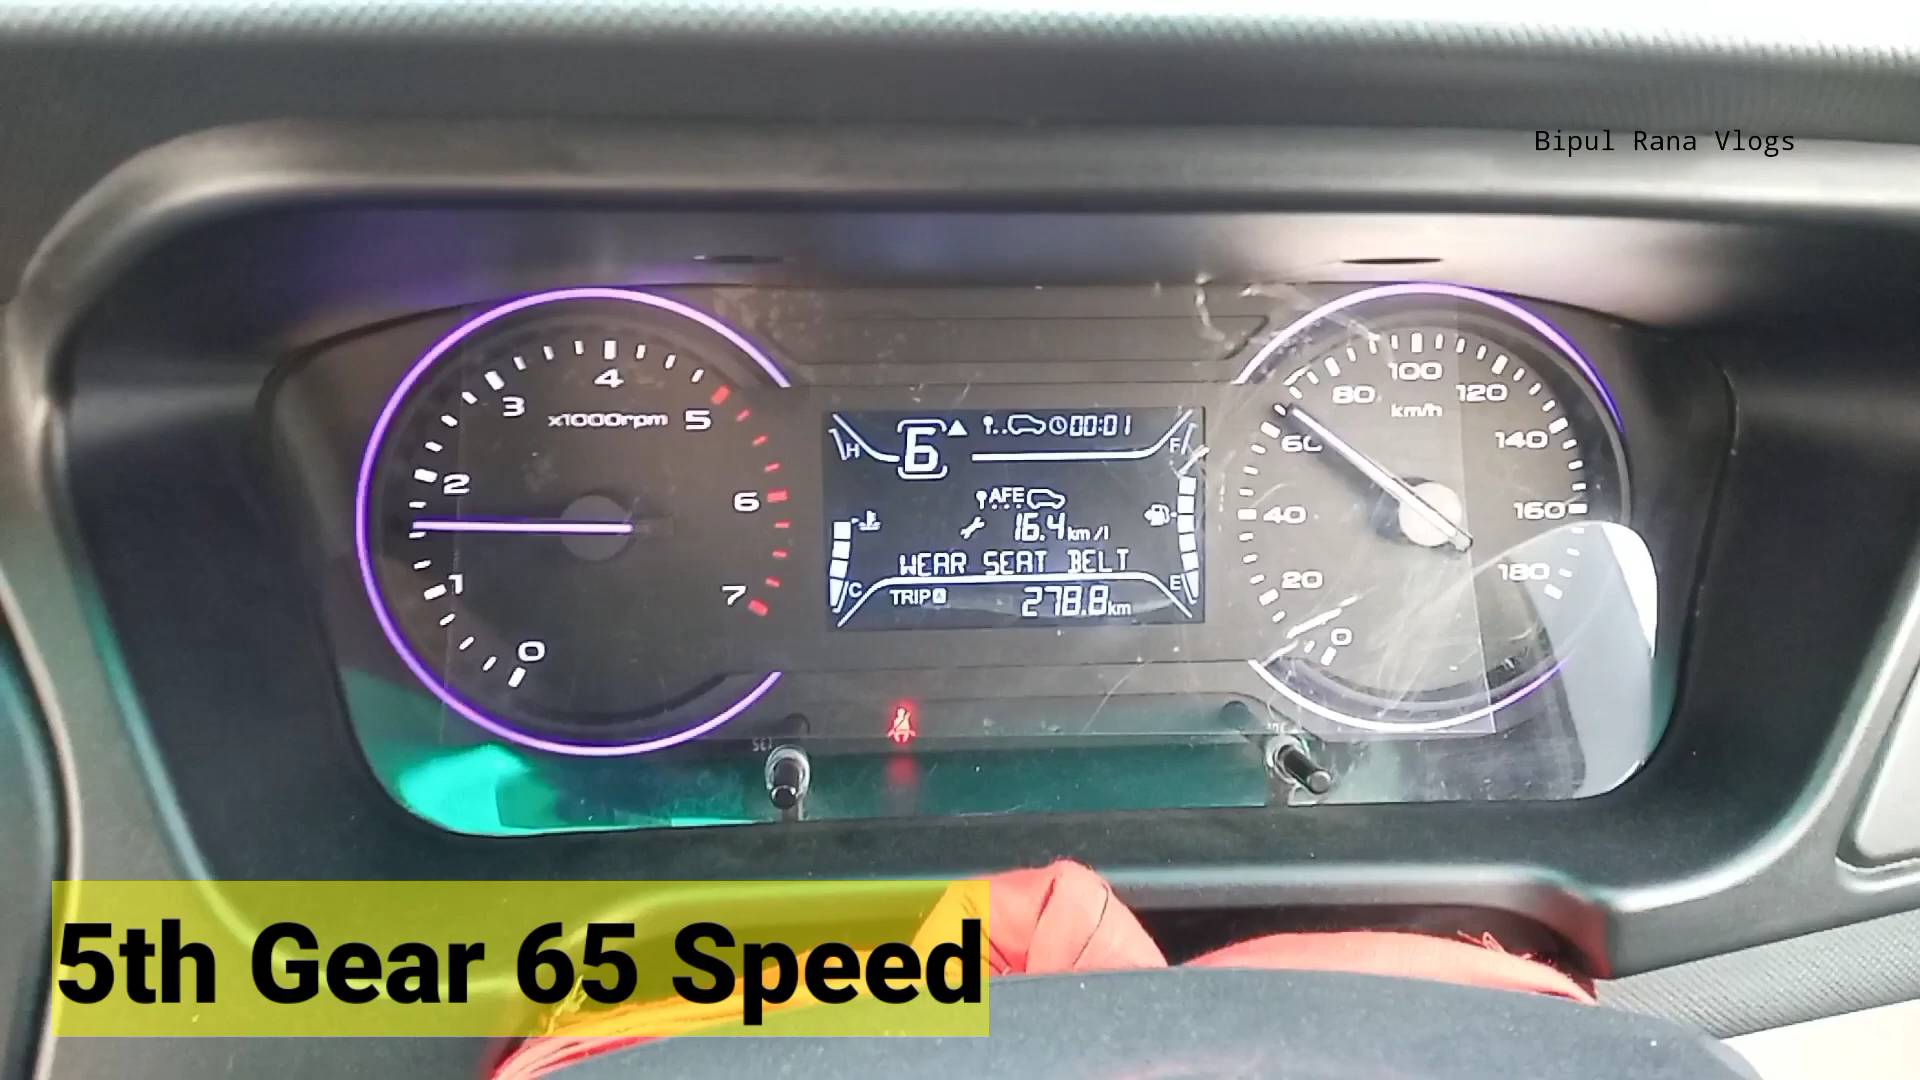 Bipul Rana Vlogs
0
1
2
3
4
5
6
7
x1000rpm
H
6
00:01
F
AFE
16.4km/l
WEAR SEAT BELT
C
E
TRIP A
278.8km
0
20
40
60
80
100
120
140
160
180
km/h
SET
5th Gear 65 Speed